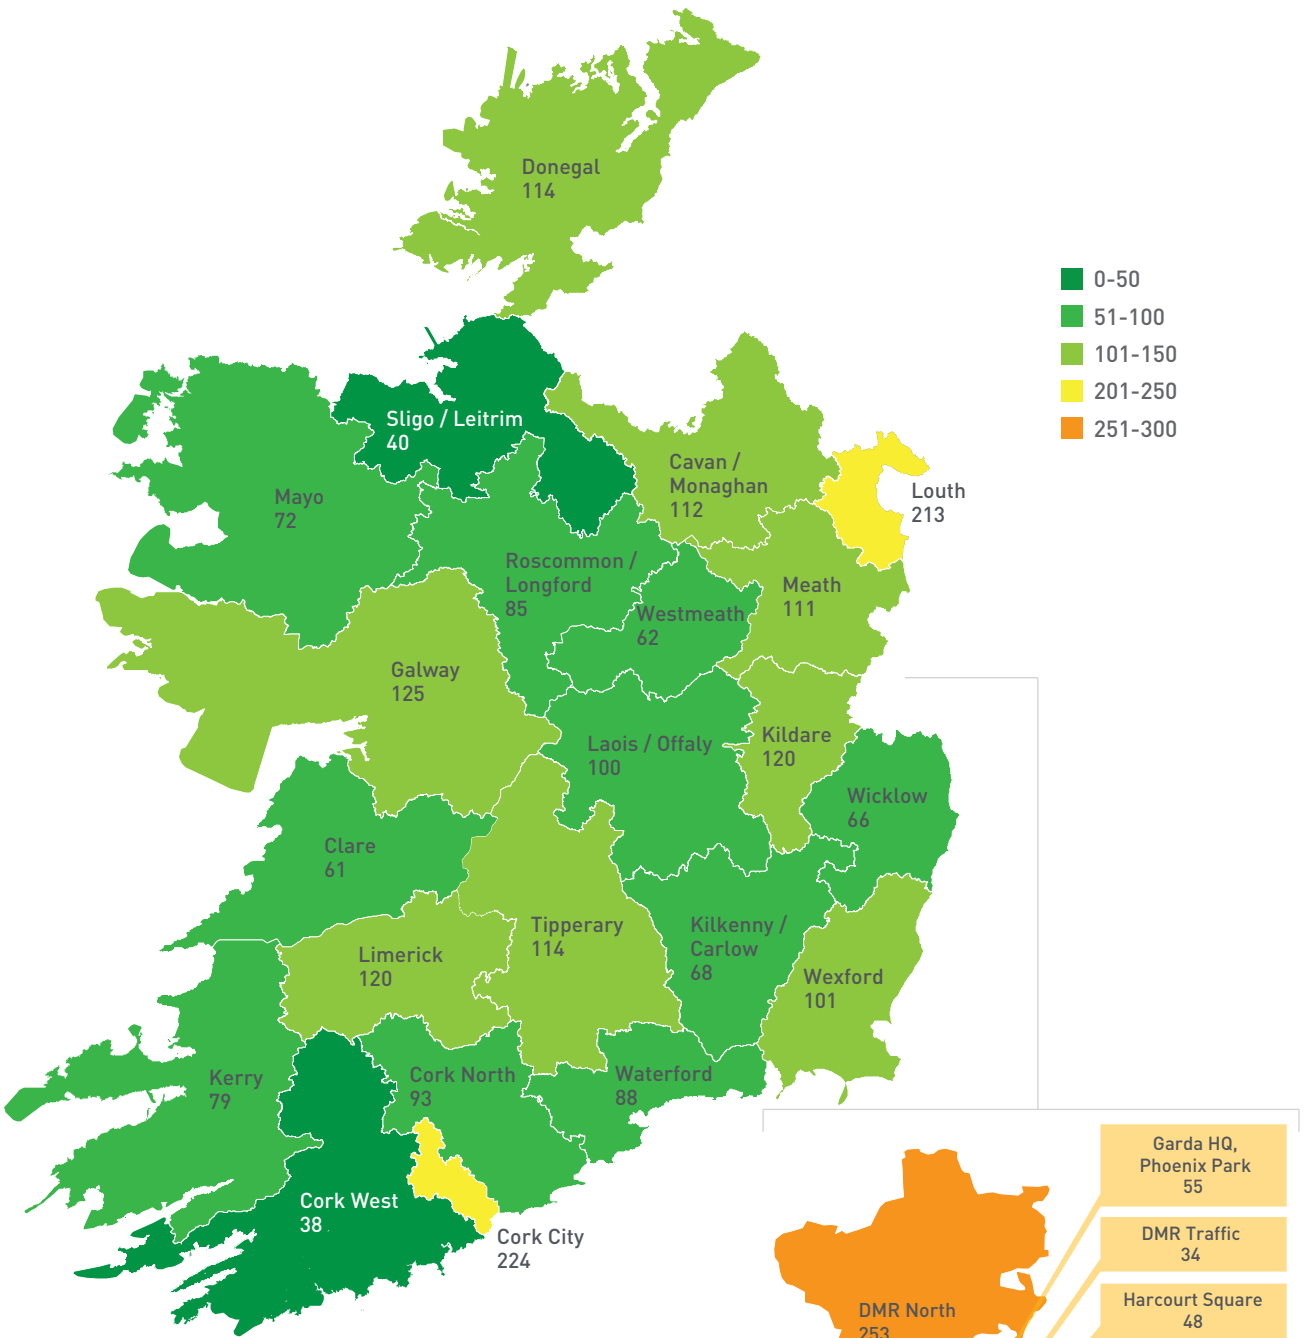 Donegal
114
0-50
51-100
101-150
201-250
251-300
Sligo / Leitrim
40
Cavan /
Monaghan
112
Louth
213
Mayo
72
Roscommon /
Longford
85
Westmeath
62
Meath
111
Galway
125
Laois / Offaly
100
Kildare
120
Wicklow
66
Clare
61
Tipperary
114
Kilkenny /
Carlow
68
Limerick
120
Wexford
101
Kerry
79
Cork North
93
Waterford
88
Cork West
38
Cork City
224
Garda HQ,
Phoenix Park
55
DMR Traffic
34
Harcourt Square
48
DMR North
253